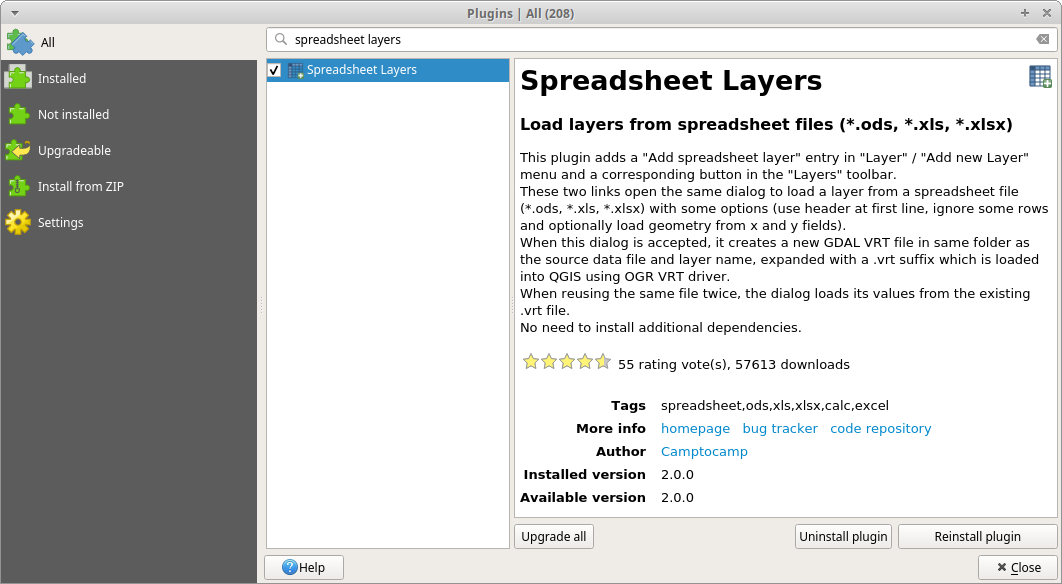 Plugins | All (208)
All
Installed
Not installed
Upgradeable
Install from ZIP
Settings
spreadsheet layers
Spreadsheet Layers
Spreadsheet Layers
Load layers from spreadsheet files (*.ods, *.xls, *.xlsx)
This plugin adds a "Add spreadsheet layer" entry in "Layer" / "Add new Layer"
menu and a corresponding button in the "Layers" toolbar.
These two links open the same dialog to load a layer from a spreadsheet file
(*.ods, *.xls, *.xlsx) with some options (use header at first line, ignore some rows
and optionally load geometry from x and y fields).
When this dialog is accepted, it creates a new GDAL VRT file in same folder as
the source data file and layer name, expanded with a .vrt suffix which is loaded
into QGIS using OGR VRT driver.
When reusing the same file twice, the dialog loads its values from the existing
.vrt file.
No need to install additional dependencies.
55 rating vote(s), 57613 downloads
Tags spreadsheet,ods,xls,xlsx,calc,excel
More info homepage bug tracker code repository
Author Camptocamp
Installed version 2.0.0
Available version 2.0.0
Upgrade all Uninstall plugin Reinstall plugin
Help Close